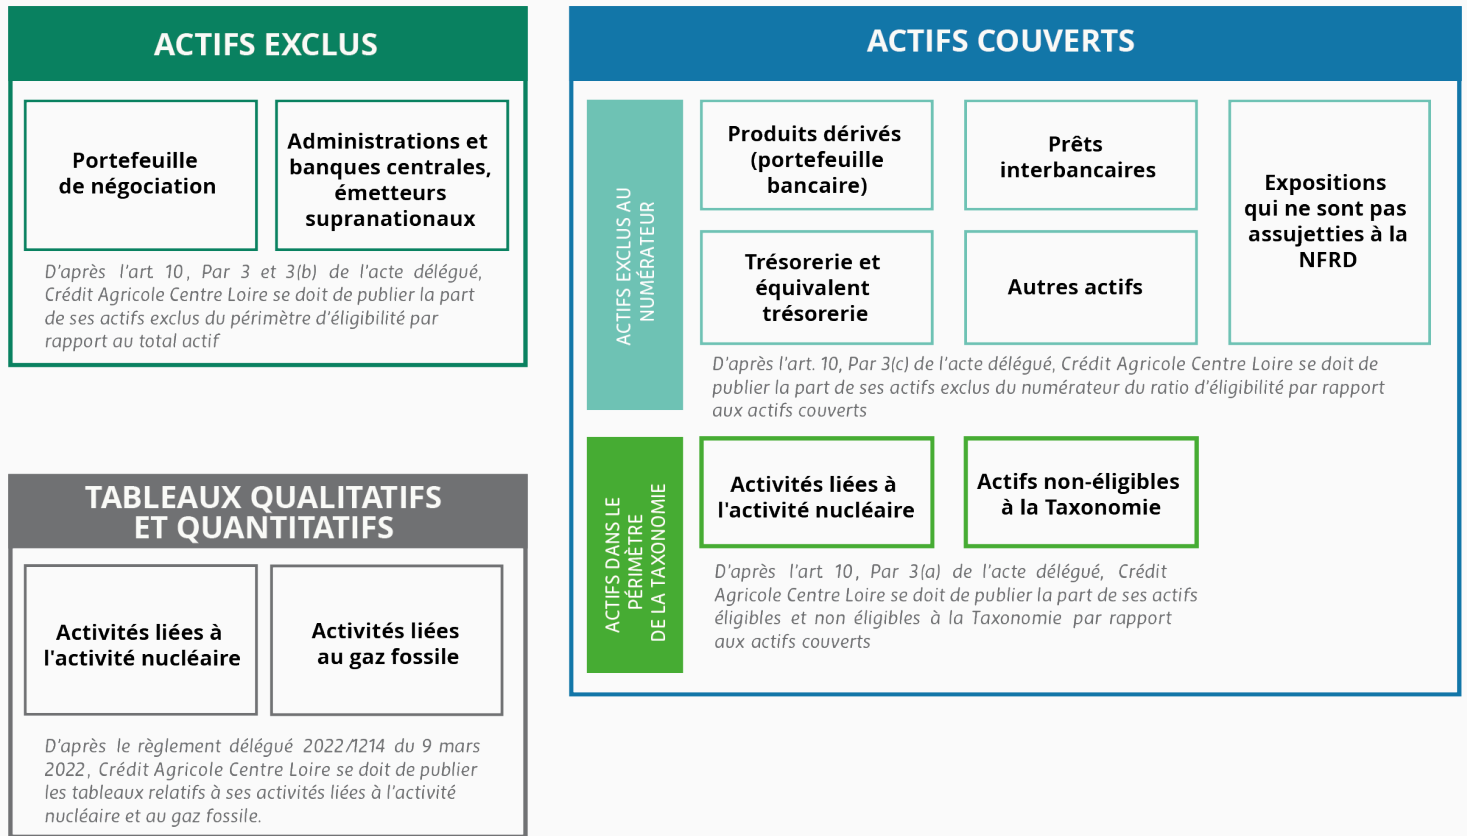 ACTIFS EXCLUS
Portefeuille
de négociation
Administrations et
banques centrales,
émetteurs
supranationaux
D'après l'art. 10, Par 3 et 3(b) de l'acte délégué,
Crédit Agricole Centre Loire se doit de publier la part
de ses actifs exclus du périmètre d'éligibilité par
rapport au total actif
TABLEAUX QUALITATIFS
ET QUANTITATIFS
Activités liées à
l'activité nucléaire
Activités liées
au gaz fossile
D'après le règlement délégué 2022/1214 du 9 mars
2022, Crédit Agricole Centre Loire se doit de publier
les tableaux relatifs à ses activités liées à l'activité
nucléaire et au gaz fossile.
ACTIFS COUVERTS
ACTIFS EXCLUS AU
NUMÉRATEUR
Produits dérivés
(portefeuille
bancaire)
Prêts
interbancaires
Expositions
qui ne sont pas
assujetties à la
NFRD
Trésorerie et
équivalent
trésorerie
Autres actifs
D'après l'art. 10, Par 3(c) de l'acte délégué, Crédit Agricole Centre Loire se doit de
publier la part de ses actifs exclus du numérateur du ratio d'éligibilité par rapport
aux actifs couverts
ACTIFS DANS LE
PÉRIMÈTRE
DE LA TAXONOMIE
Activités liées à
l'activité nucléaire
Actifs non-éligibles
à la Taxonomie
D'après l'art. 10, Par 3(a) de l'acte délégué, Crédit
Agricole Centre Loire se doit de publier la part de ses actifs
éligibles et non éligibles à la Taxonomie par rapport
aux actifs couverts